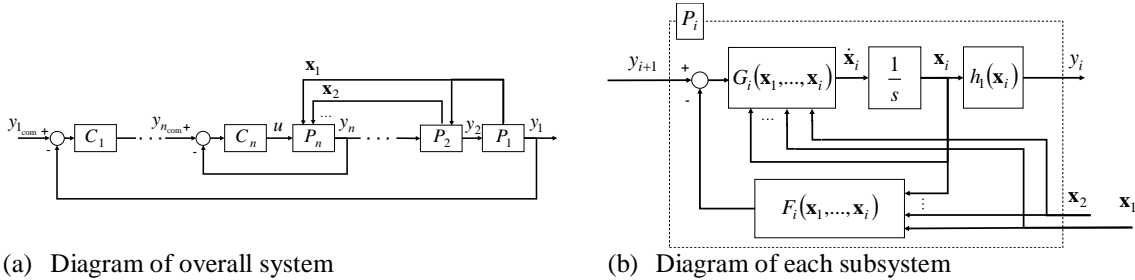 x₁
x₂
...
y₁com + - C₁ . . . yₙcom + - Cₙ u Pₙ yₙ . . . P₂ y₂ P₁ y₁
(a) Diagram of overall system
Pᵢ
yᵢ₊₁ + - Gᵢ(x₁,...,xᵢ) ẋᵢ 1/s xᵢ h₁(xᵢ) yᵢ
...
Fᵢ(x₁,...,xᵢ) ... x₂ x₁
(b) Diagram of each subsystem